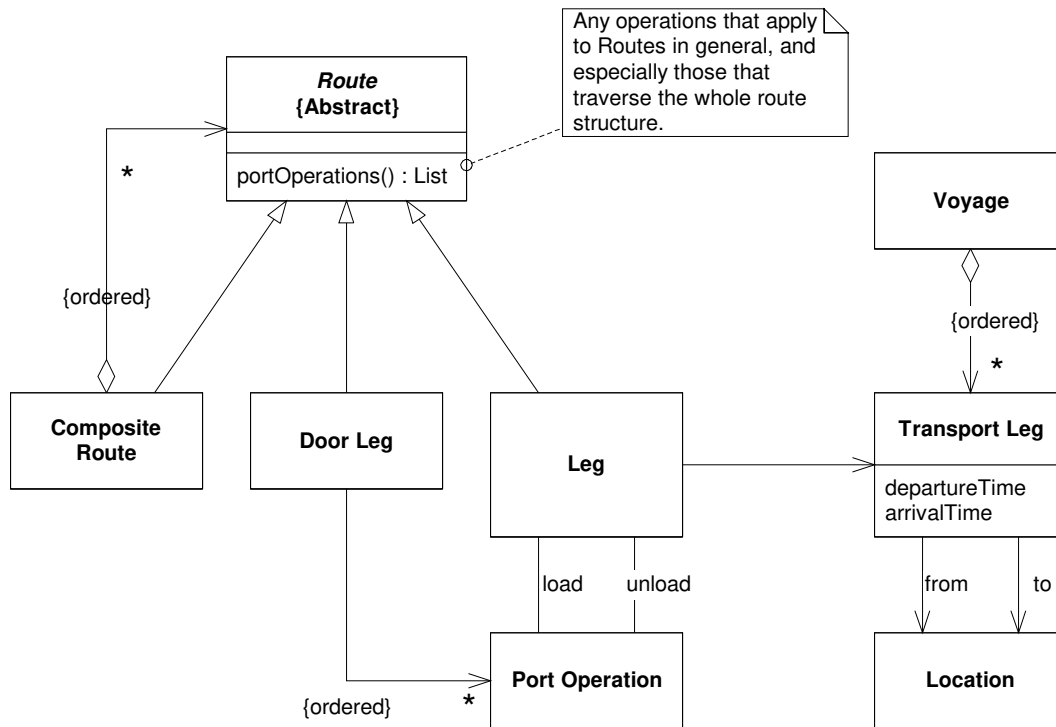 Any operations that apply
to Routes in general, and
especially those that
traverse the whole route
structure.
Route
{Abstract}
portOperations() : List
*
{ordered}
Voyage
{ordered}
*
Composite
Route
Door Leg
Leg
Transport Leg
departureTime
arrivalTime
load
unload
from
to
{ordered}
*
Port Operation
Location